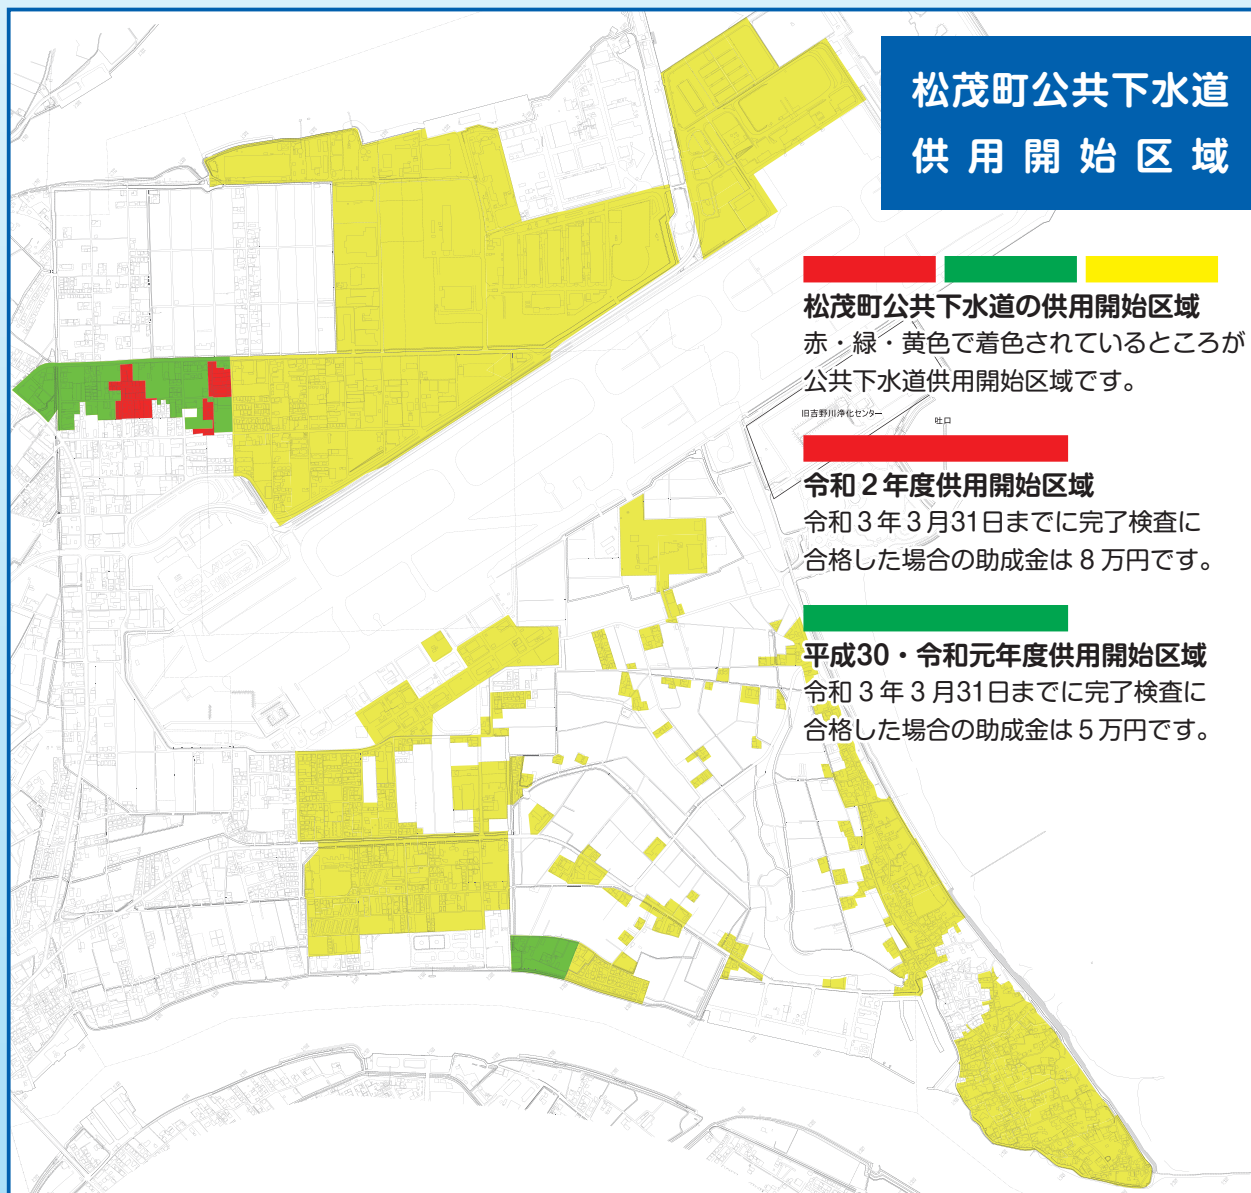 松茂町公共下水道
供用開始区域
松茂町公共下水道の供用開始区域
赤・緑・黄色で着色されているところが
公共下水道供用開始区域です。
旧吉野川浄化センター
吐口
令和２年度供用開始区域
令和３年３月31日までに完了検査に
合格した場合の助成金は８万円です。
平成30・令和元年度供用開始区域
令和３年３月31日までに完了検査に
合格した場合の助成金は５万円です。